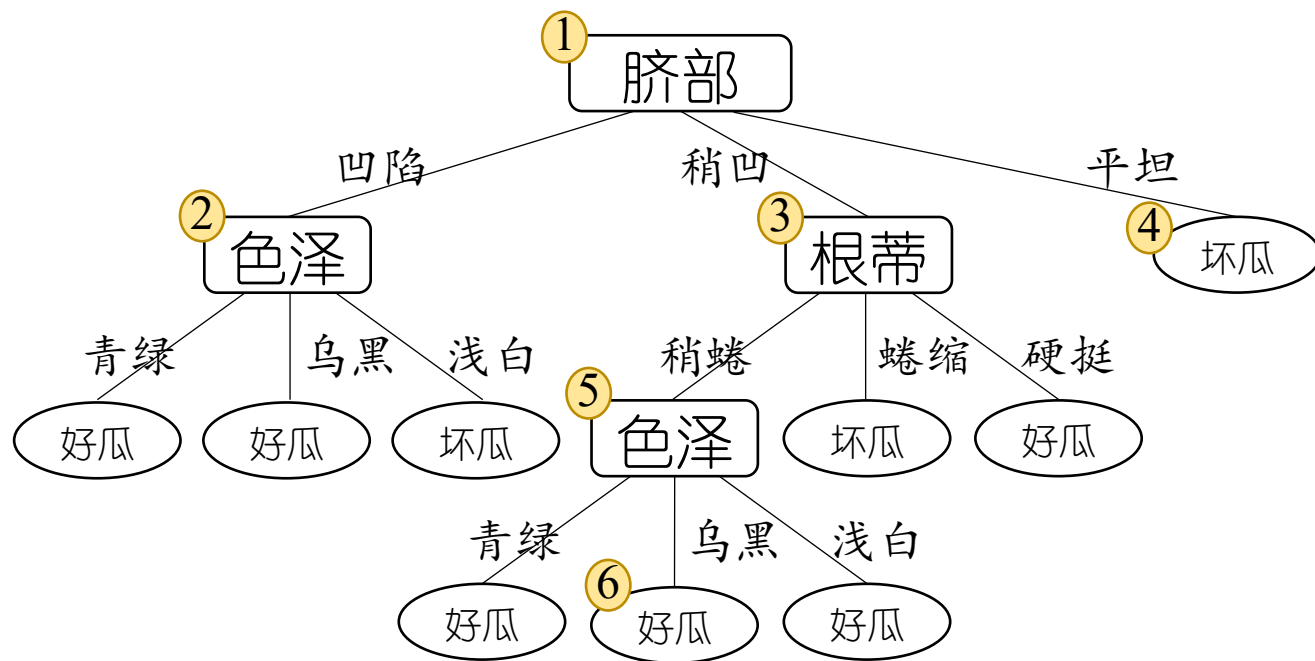 1
脐部
凹陷 稍凹 平坦
2 3 4
色泽 根蒂 坏瓜
青绿 乌黑 浅白 稍蜷 蜷缩 硬挺
5
好瓜 好瓜 坏瓜 色泽 坏瓜 好瓜
青绿 乌黑 浅白
6
好瓜 好瓜 好瓜